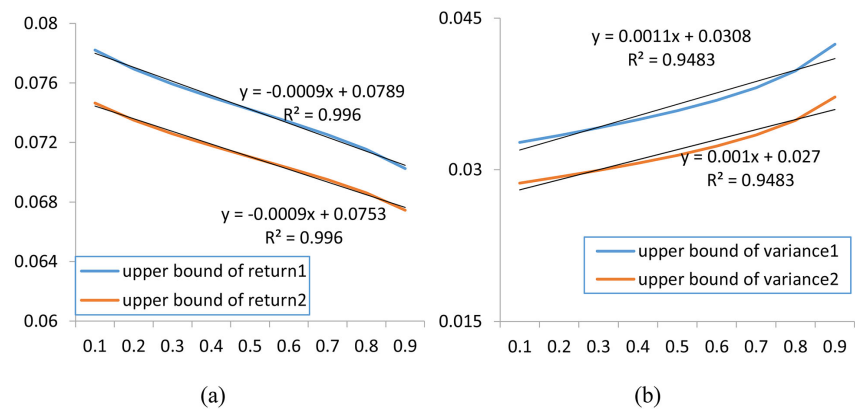 0.08
0.076
0.072
0.068
0.064
0.06
y = -0.0009x + 0.0789
R² = 0.996
y = -0.0009x + 0.0753
R² = 0.996
upper bound of return1
upper bound of return2
0.1 0.2 0.3 0.4 0.5 0.6 0.7 0.8 0.9
(a)
0.045
0.03
0.015
y = 0.0011x + 0.0308
R² = 0.9483
y = 0.001x + 0.027
R² = 0.9483
upper bound of variance1
upper bound of variance2
0.1 0.2 0.3 0.4 0.5 0.6 0.7 0.8 0.9
(b)